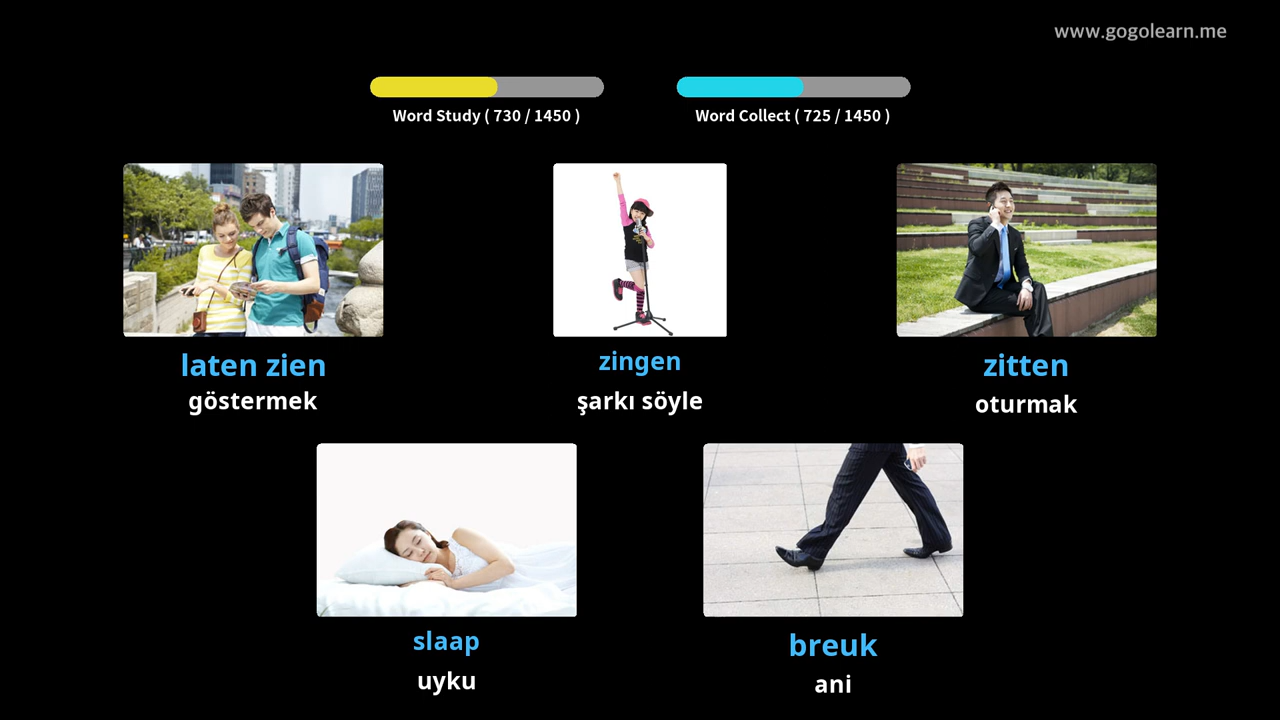 www.gogolearn.me
Word Study ( 730 / 1450 )
Word Collect ( 725 / 1450 )
laten zien
göstermek
zingen
şarkı söyle
zitten
oturmak
slaap
uyku
breuk
ani